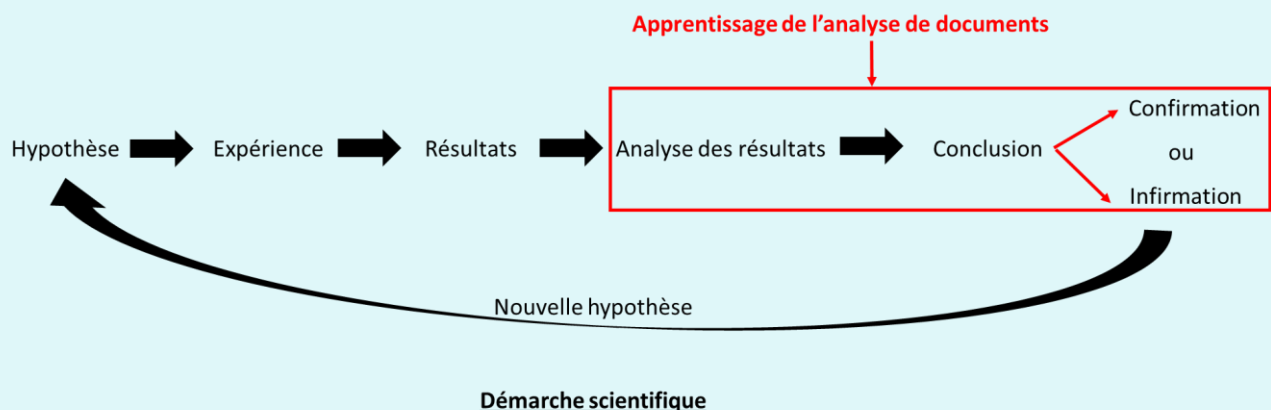 Apprentissage de l'analyse de documents
Hypothèse
Expérience
Résultats
Analyse des résultats
Conclusion
Confirmation
ou
Infirmation
Nouvelle hypothèse
Démarche scientifique